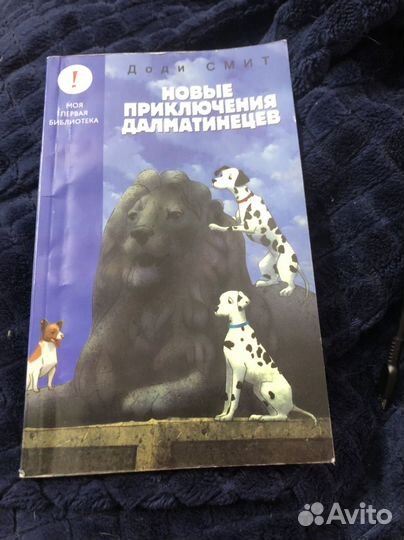 Доди СМИТ
НОВЫЕ
ПРИКЛЮЧЕНИЯ
ДАЛМАТИНЕЦЕВ
!
МОЯ
ПЕРВАЯ
БИБЛИОТЕКА
Avito